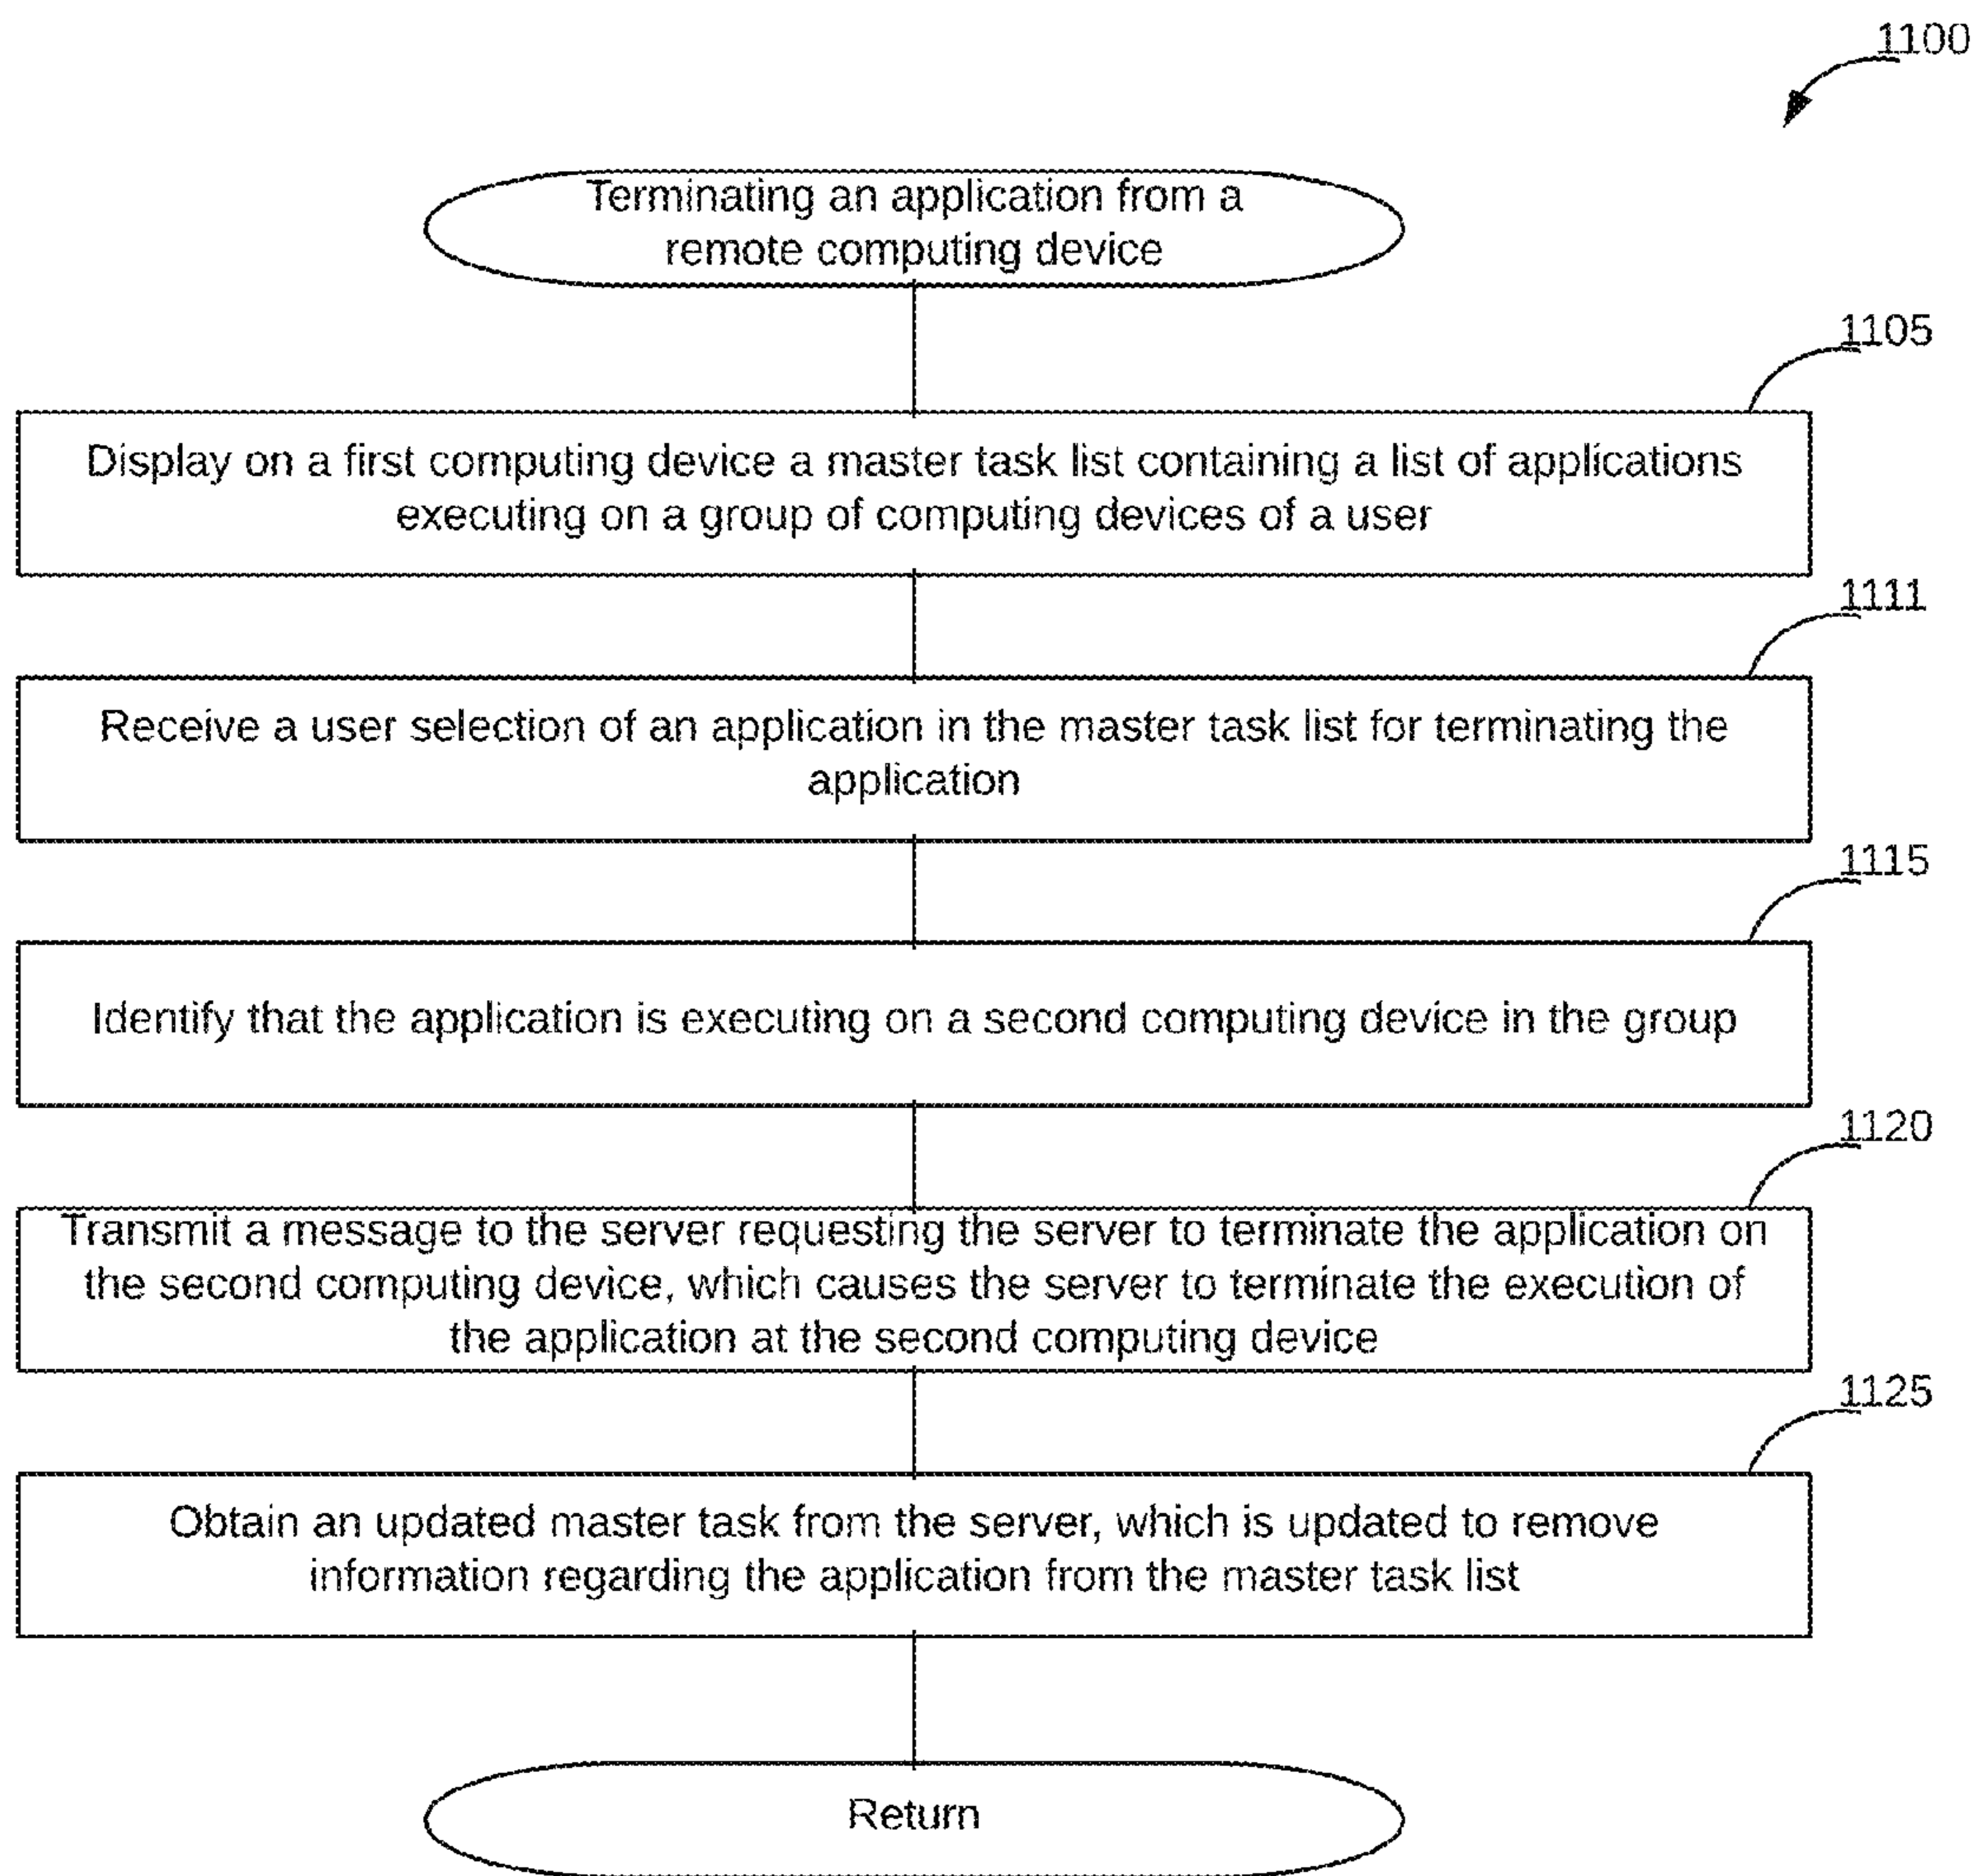 1100
Terminating an application from a
remote computing device
1105
Display on a first computing device a master task list containing a list of applications
executing on a group of computing devices of a user
1111
Receive a user selection of an application in the master task list for terminating the
application
1115
Identify that the application is executing on a second computing device in the group
1120
Transmit a message to the server requesting the server to terminate the application on
the second computing device, which causes the server to terminate the execution of
the application at the second computing device
1125
Obtain an updated master task from the server, which is updated to remove
information regarding the application from the master task list
Return